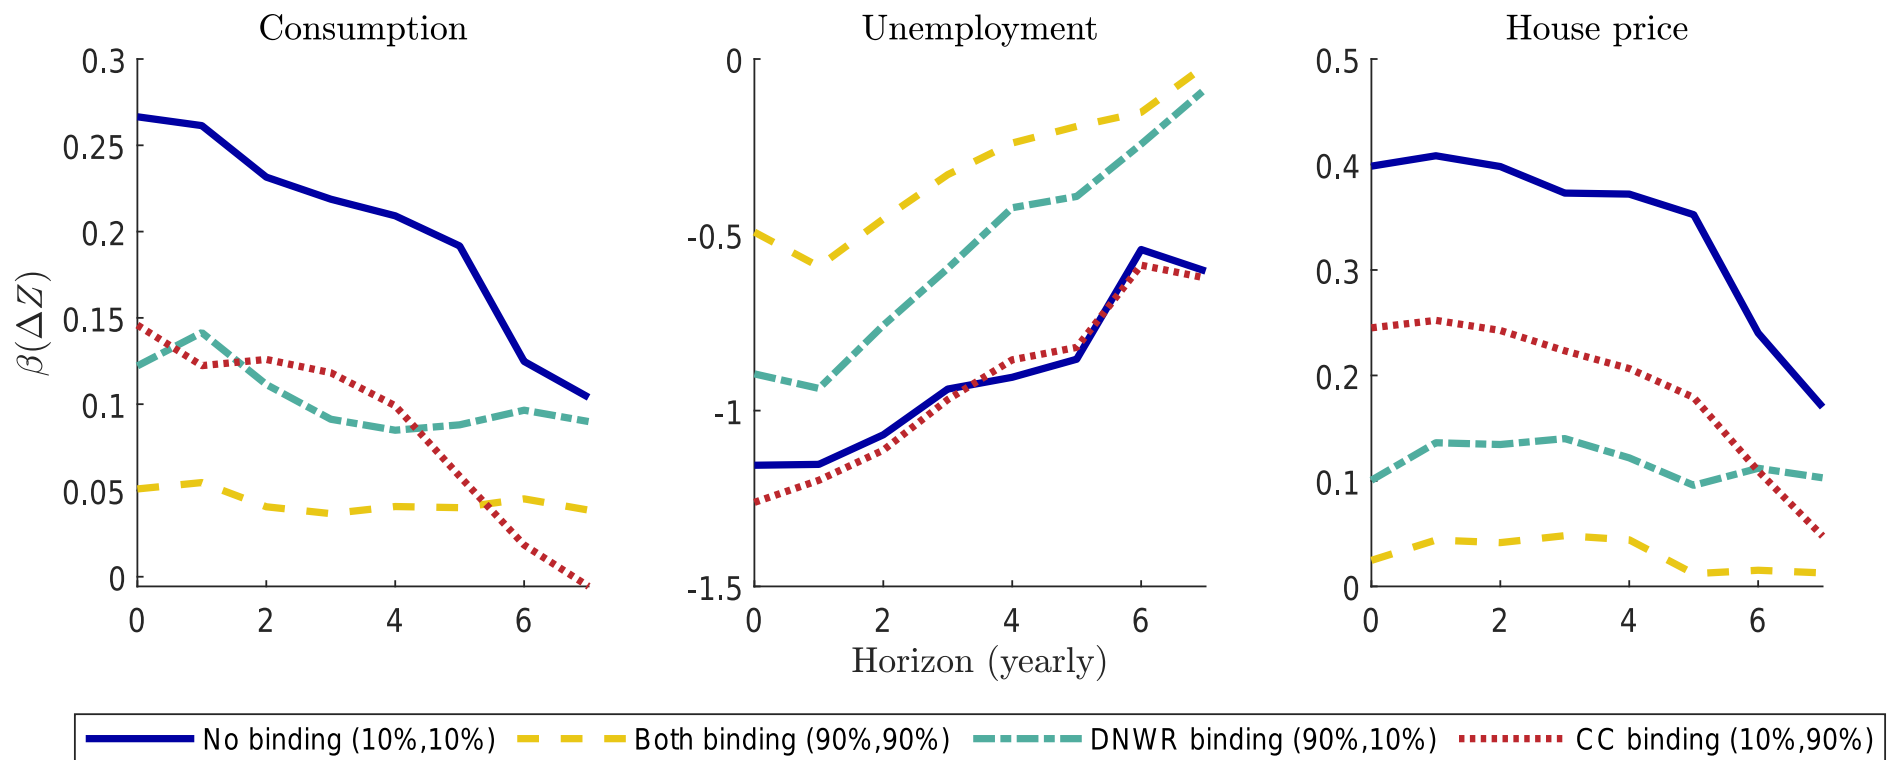 Consumption
Unemployment
House price
0.3
0.25
0.2
0.15
0.1
0.05
0
0
-0.5
-1
-1.5
0.5
0.4
0.3
0.2
0.1
0
β(ΔZ)
0 2 4 6
0 2 4 6
0 2 4 6
Horizon (yearly)
No binding (10%,10%) Both binding (90%,90%) DNWR binding (90%,10%) CC binding (10%,90%)